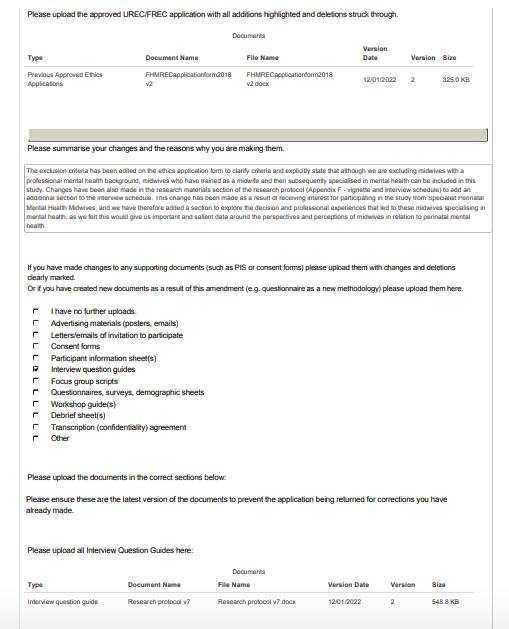 Please upload the approved UREC/FREC application with all additions highlighted and deletions struck through.
Documents
Type Document Name File Name Version Date Version Size
Previous Approved Ethics Applications FHMRECapplicationform2018 v2 FHMRECapplicationform2018 v2.docx 12/01/2022 2 325.0 KB
Please summarise your changes and the reasons why you are making them.
The exclusion criteria has been edited on the ethics application form to clarify criteria and explicitly state that although we are excluding midwives with a
professional mental health background, midwives who have trained as a midwife and then subsequently specialised in mental health can be included in this
study. Changes have been also made in the research materials section of the research protocol (Appendix F - vignette and interview schedule) to add an
additional section to the interview schedule. This change has been made as a result of receiving interest for participating in the study from Specialist Perinatal
Mental Health Midwives, and we have therefore added a section to explore the decision and professional experiences that led to these midwives specialising in
mental health, as we felt this would give us important and salient data around the perspectives and perceptions of midwives in relation to perinatal mental
health.
If you have made changes to any supporting documents (such as PIS or consent forms) please upload them with changes and deletions
clearly marked.
Or if you have created new documents as a result of this amendment (e.g. questionnaire as a new methodology) please upload them here.
I have no further uploads.
Advertising materials (posters, emails)
Letters/emails of invitation to participate
Consent forms
Participant information sheet(s)
Interview question guides
Focus group scripts
Questionnaires, surveys, demographic sheets
Workshop guide(s)
Debrief sheet(s)
Transcription (confidentiality) agreement
Other
Please upload the documents in the correct sections below:
Please ensure these are the latest version of the documents to prevent the application being returned for corrections you have
already made.
Please upload all Interview Question Guides here:
Documents
Type Document Name File Name Version Date Version Size
Interview question guide Research protocol v7 Research protocol v7.docx 12/01/2022 2 548.8 KB